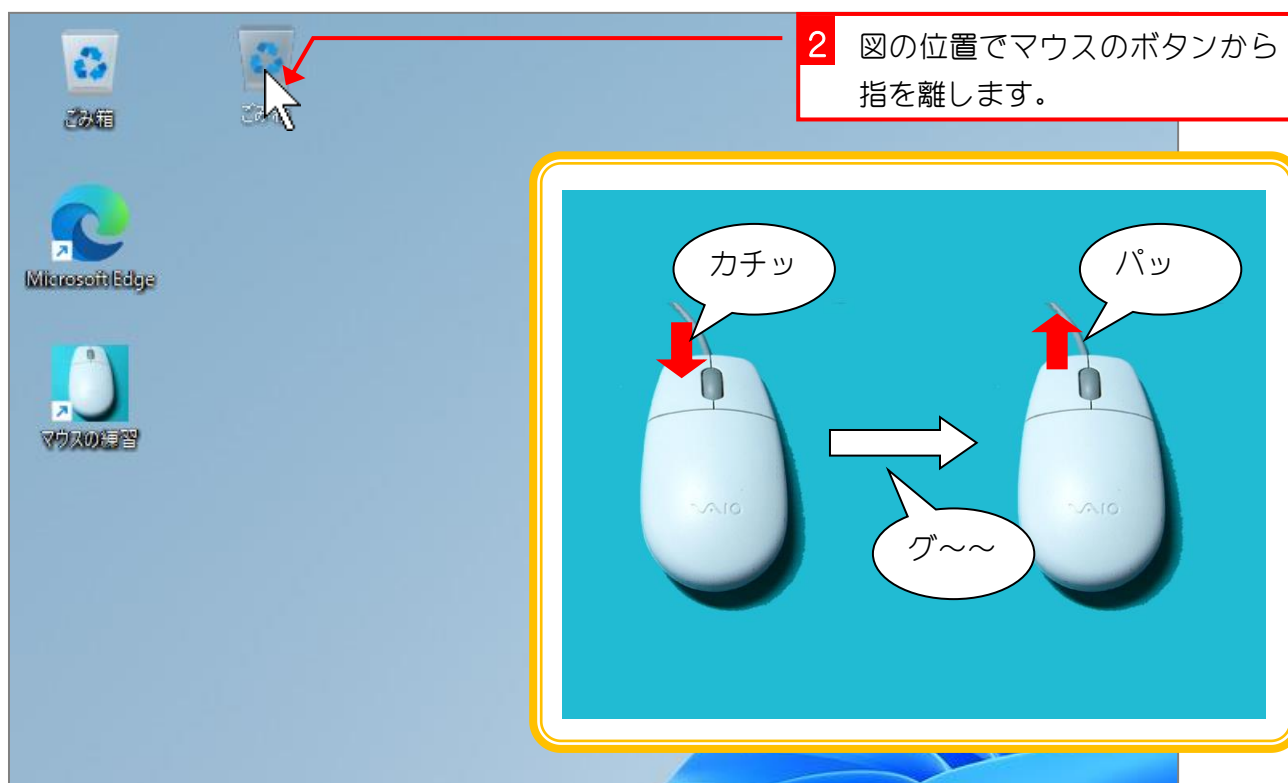 2
図の位置でマウスのボタンから
指を離します。
ごみ箱
Microsoft Edge
マウスの練習
カチッ
パッ
グ～～
VAIO
VAIO